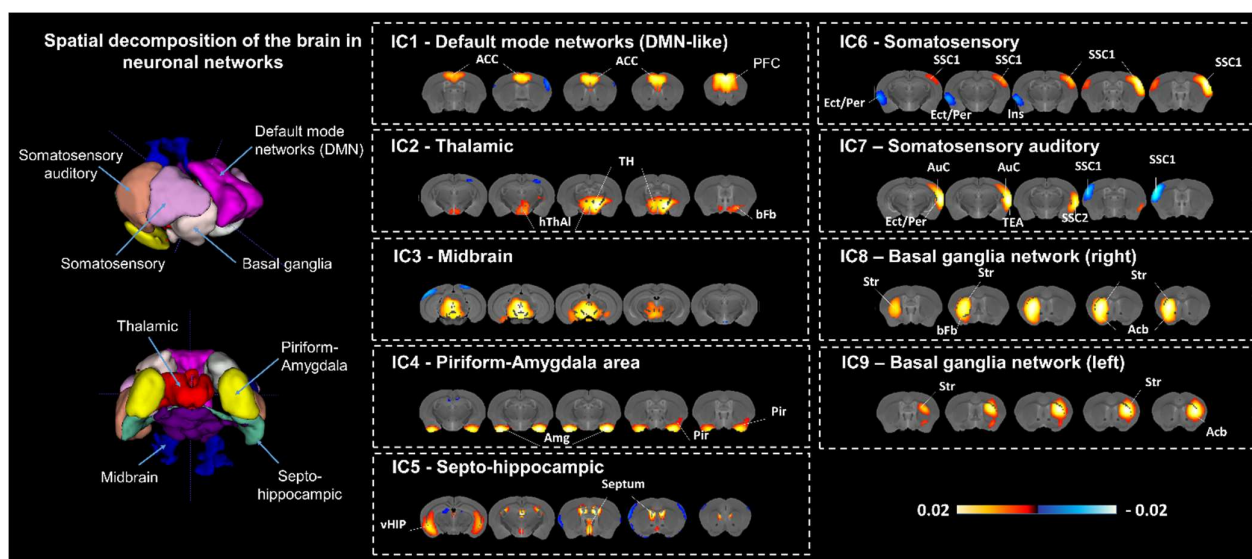 Spatial decomposition of the brain in
neuronal networks
Default mode
networks (DMN)
Somatosensory
auditory
Somatosensory
Basal ganglia
Thalamic
Piriform-
Amygdala
Midbrain
Septo-
hippocampic
IC1 - Default mode networks (DMN-like)
ACC
ACC
PFC
IC2 - Thalamic
TH
hThAl
bFb
IC3 - Midbrain
IC4 - Piriform-Amygdala area
Amg
Pir
Pir
IC5 - Septo-hippocampic
Septum
vHIP
IC6 - Somatosensory
SSC1
SSC1
SSC1
SSC1
Ect/Per
Ect/Per
Ins
IC7 – Somatosensory auditory
AuC
AuC
SSC1
SSC1
Ect/Per
TEA
SSC2
IC8 - Basal ganglia network (right)
Str
Str
Str
bFb
Acb
IC9 – Basal ganglia network (left)
Str
Str
Acb
0.02
- 0.02